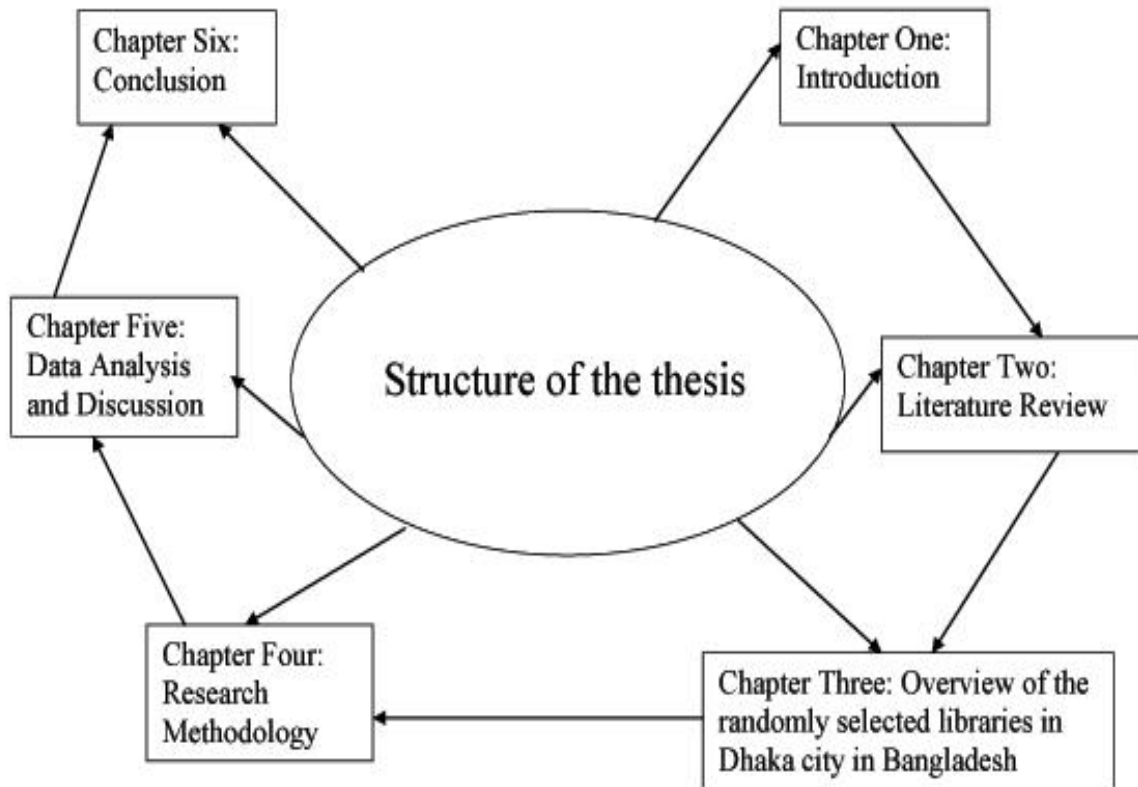 Chapter Six:
Conclusion
Chapter One:
Introduction
Chapter Five:
Data Analysis
and Discussion
Structure of the thesis
Chapter Two:
Literature Review
Chapter Four:
Research
Methodology
Chapter Three: Overview of the
randomly selected libraries in
Dhaka city in Bangladesh